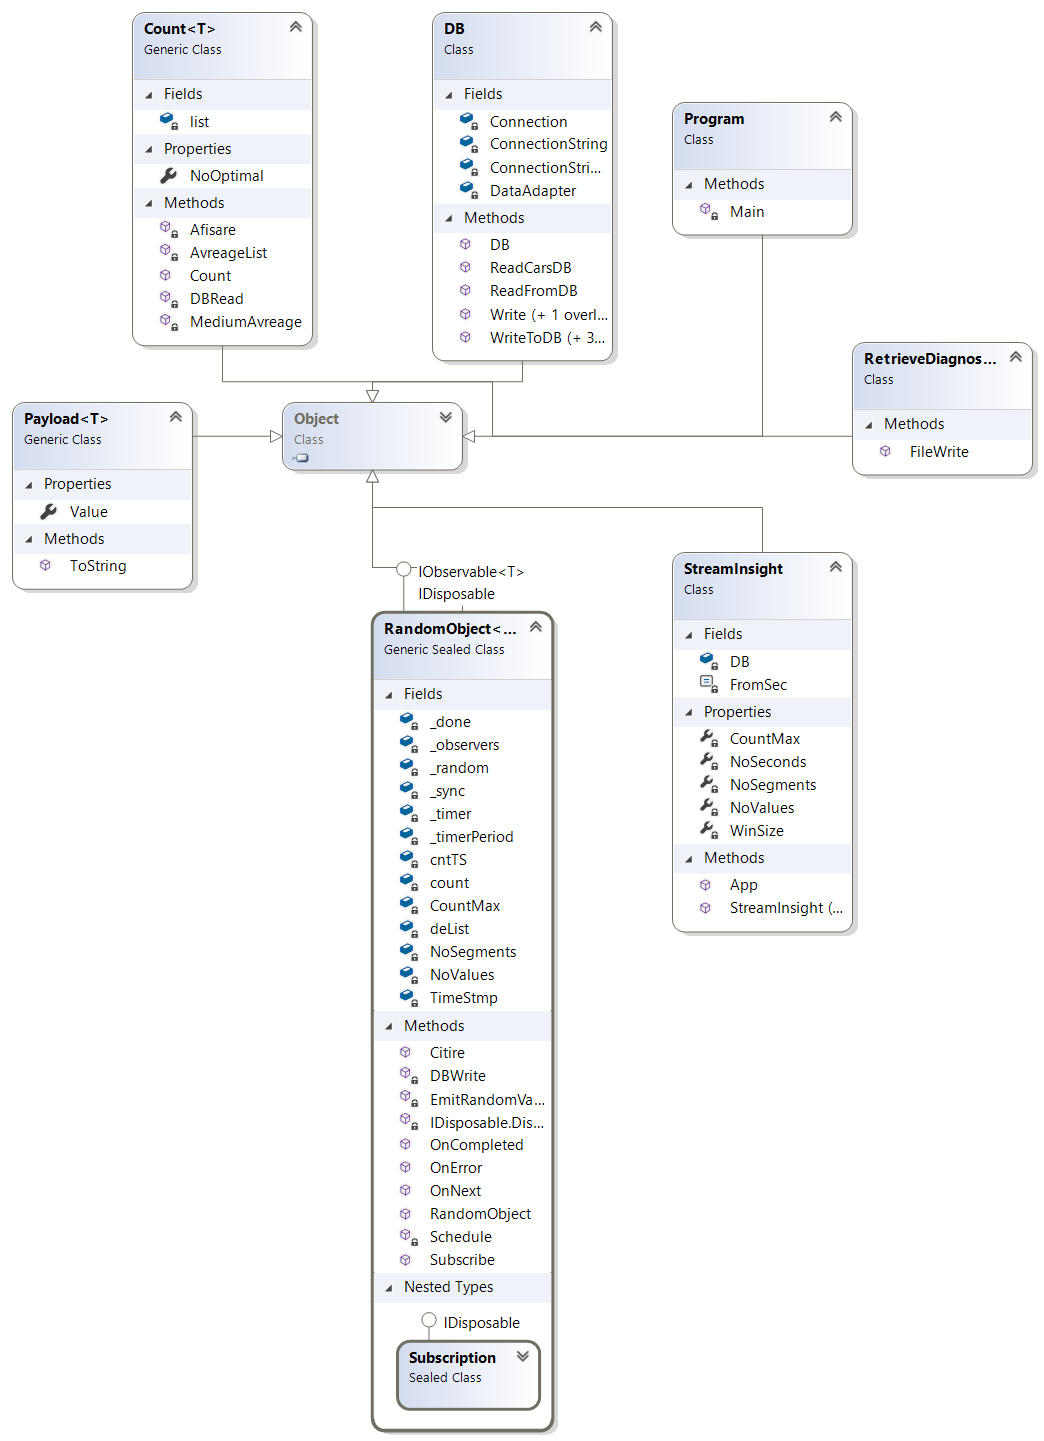 Count<T>
Generic Class
Fields
list
Properties
NoOptimal
Methods
Afisare
AvreageList
Count
DBRead
MediumAvreage
DB
Class
Fields
Connection
ConnectionString
ConnectionStri...
DataAdapter
Methods
DB
ReadCarsDB
ReadFromDB
Write (+ 1 overl...
WriteToDB (+ 3...
Program
Class
Methods
Main
RetrieveDiagnos...
Class
Methods
FileWrite
Payload<T>
Generic Class
Properties
Value
Methods
ToString
Object
Class
IObservable<T>
IDisposable
RandomObject<...
Generic Sealed Class
Fields
_done
_observers
_random
_sync
_timer
_timerPeriod
cntTS
count
CountMax
deList
NoSegments
NoValues
TimeStmp
Methods
Citire
DBWrite
EmitRandomVa...
IDisposable.Dis...
OnCompleted
OnError
OnNext
RandomObject
Schedule
Subscribe
Nested Types
IDisposable
Subscription
Sealed Class
StreamInsight
Class
Fields
DB
FromSec
Properties
CountMax
NoSeconds
NoSegments
NoValues
WinSize
Methods
App
StreamInsight (...